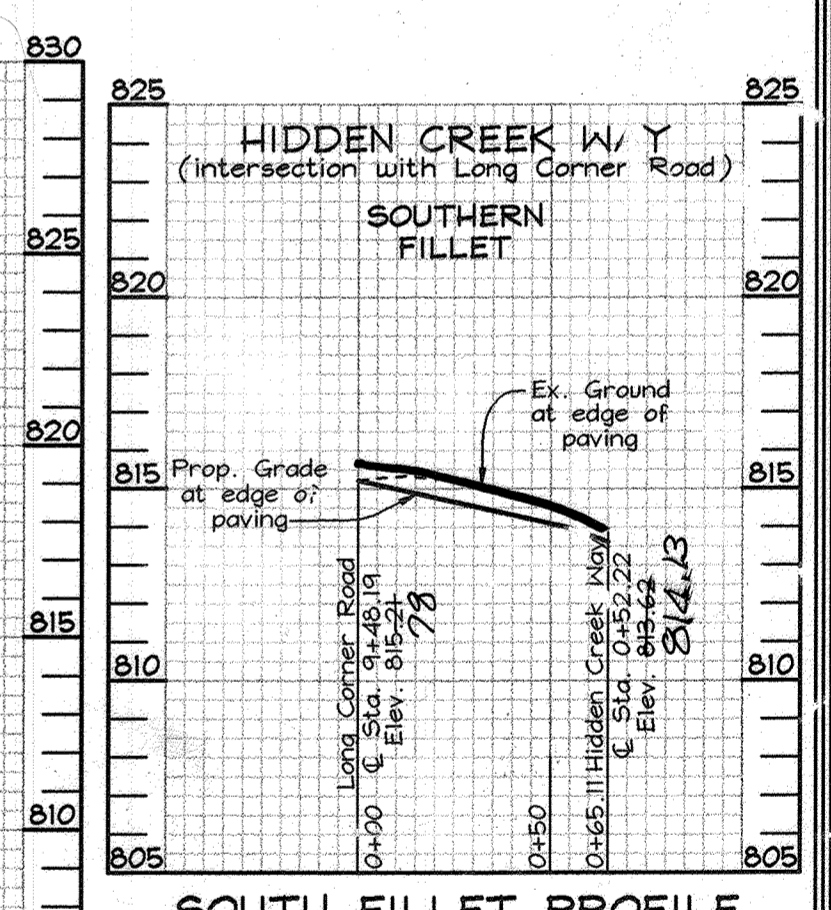 830
825
820
815
810
825
820
815
810
805
825
820
815
810
805
HIDDEN CREEK W Y
(intersection with Long Corner Road)
SOUTHERN
FILLET
Ex. Ground
at edge of
paving
Prop. Grade
at edge of
paving
Long Corner Road
℄ Sta. 9+48.19
Elev. 815.21
78
Hidden Creek Way
℄ Sta. 0+52.22
Elev. 813.62
814.13
0+00
0+50
0+65.11
SOUTH FILLET PROFILE